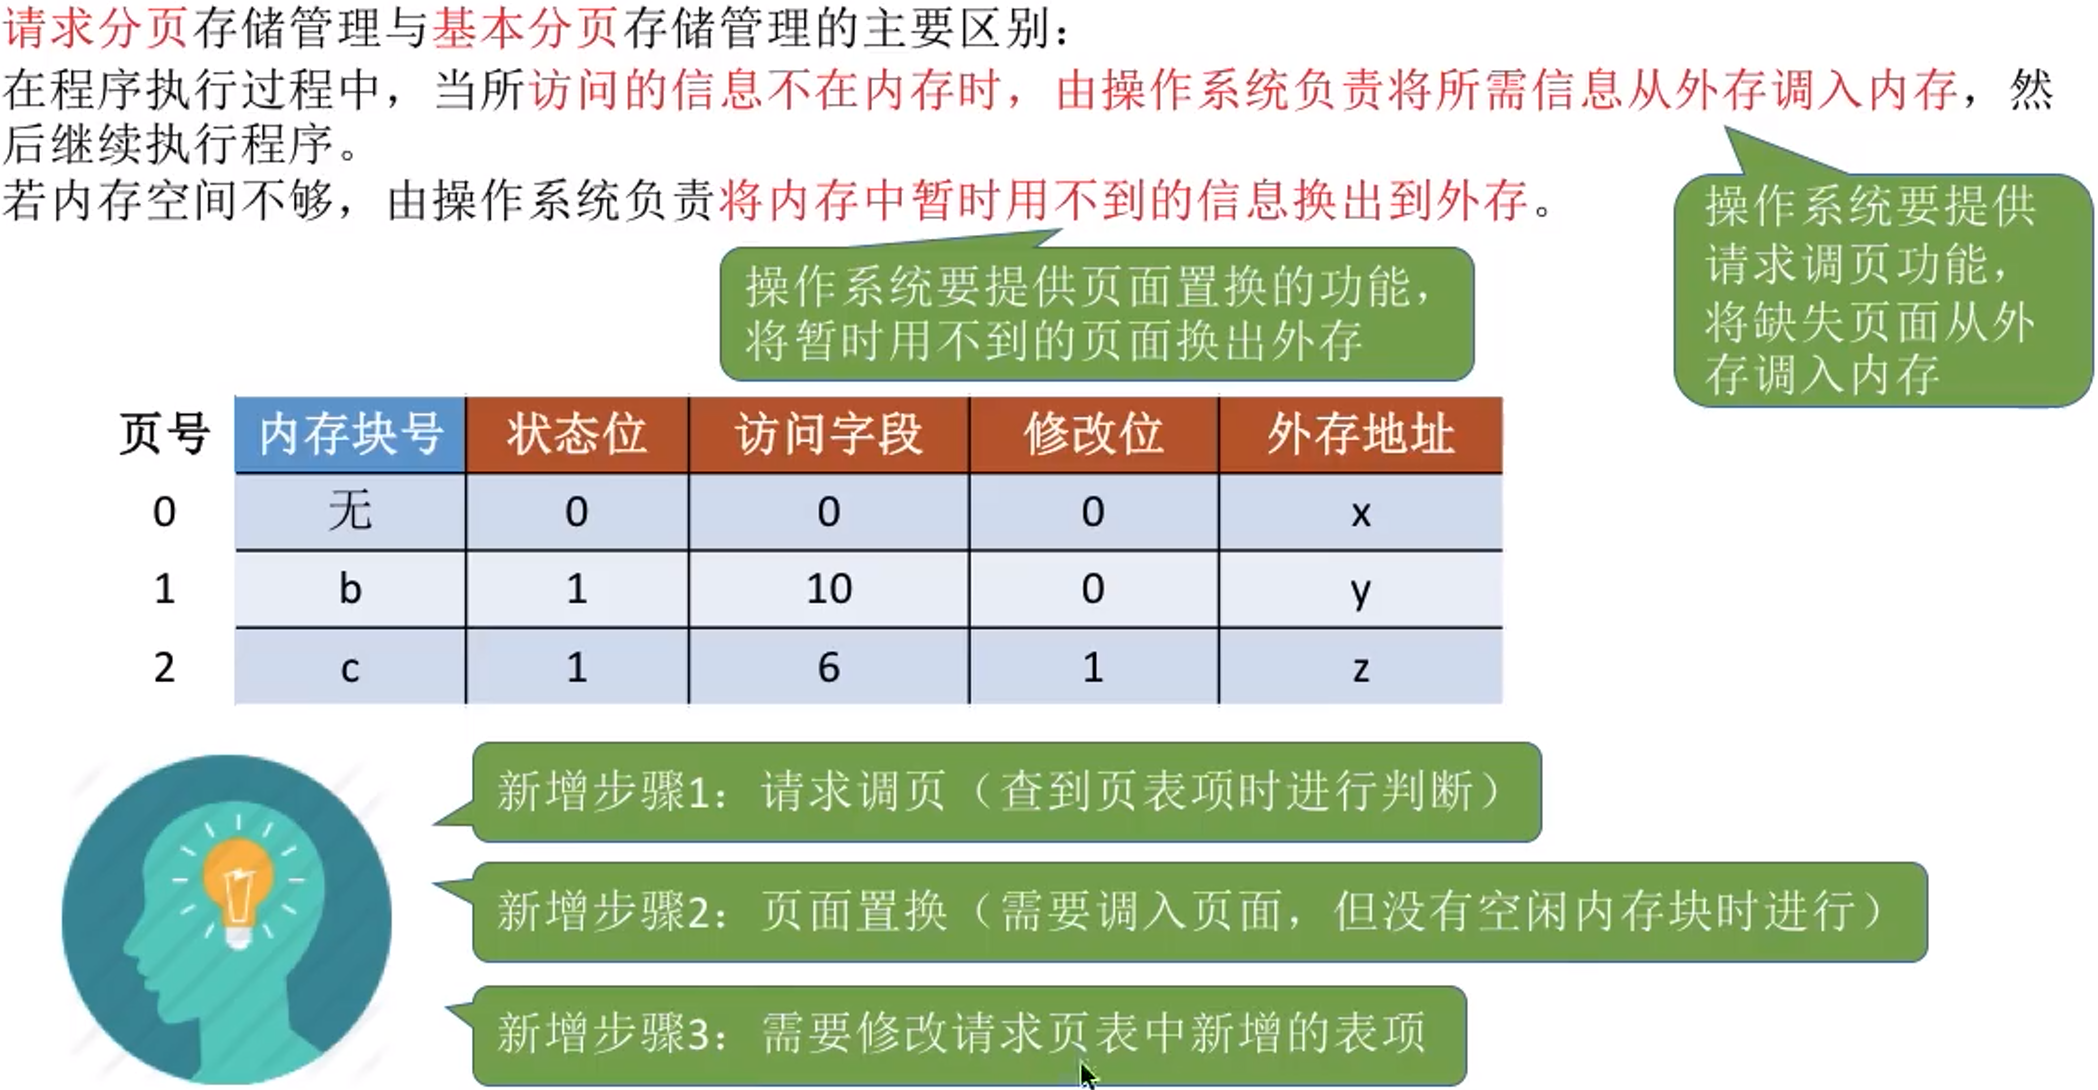 请求分页存储管理与基本分页存储管理的主要区别：
在程序执行过程中，当所访问的信息不在内存时，由操作系统负责将所需信息从外存调入内存，然
后继续执行程序。
若内存空间不够，由操作系统负责将内存中暂时用不到的信息换出到外存。
操作系统要提供
请求调页功能，
将缺失页面从外
存调入内存
操作系统要提供页面置换的功能，
将暂时用不到的页面换出外存
页号 内存块号 状态位 访问字段 修改位 外存地址
0 无 0 0 0 x
1 b 1 10 0 y
2 c 1 6 1 z
新增步骤1：请求调页（查到页表项时进行判断）
新增步骤2：页面置换（需要调入页面，但没有空闲内存块时进行）
新增步骤3：需要修改请求页表中新增的表项